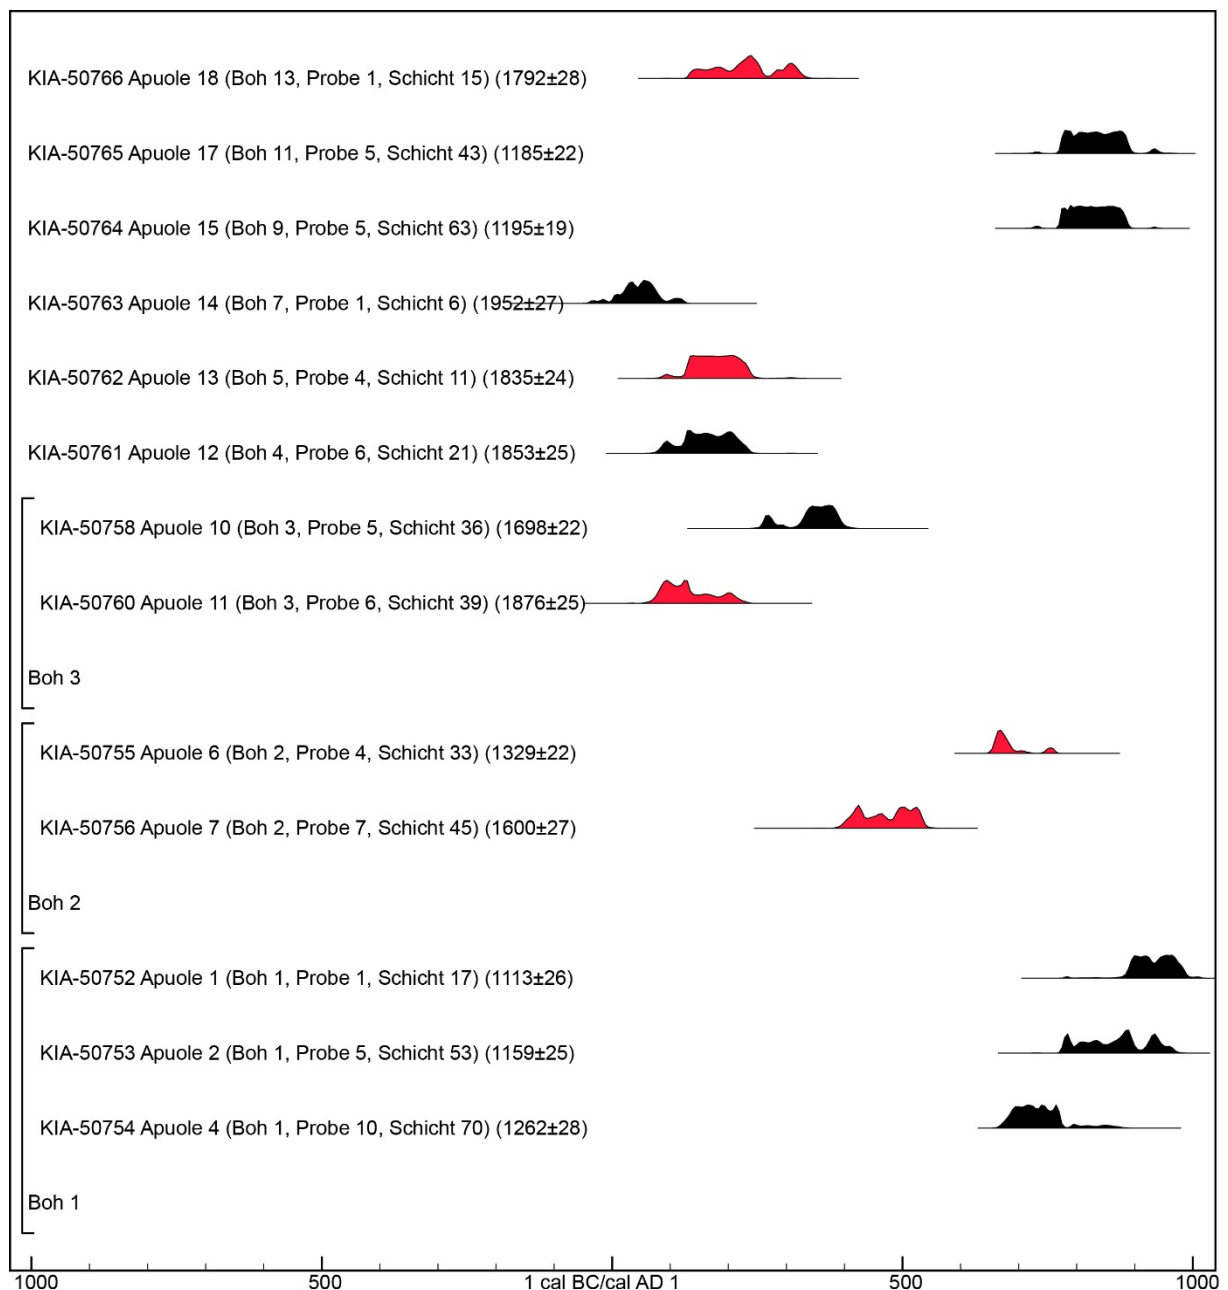 KIA-50766 Apuole 18 (Boh 13, Probe 1, Schicht 15) (1792±28)
KIA-50765 Apuole 17 (Boh 11, Probe 5, Schicht 43) (1185±22)
KIA-50764 Apuole 15 (Boh 9, Probe 5, Schicht 63) (1195±19)
KIA-50763 Apuole 14 (Boh 7, Probe 1, Schicht 6) (1952±27)
KIA-50762 Apuole 13 (Boh 5, Probe 4, Schicht 11) (1835±24)
KIA-50761 Apuole 12 (Boh 4, Probe 6, Schicht 21) (1853±25)
KIA-50758 Apuole 10 (Boh 3, Probe 5, Schicht 36) (1698±22)
KIA-50760 Apuole 11 (Boh 3, Probe 6, Schicht 39) (1876±25)
Boh 3
KIA-50755 Apuole 6 (Boh 2, Probe 4, Schicht 33) (1329±22)
KIA-50756 Apuole 7 (Boh 2, Probe 7, Schicht 45) (1600±27)
Boh 2
KIA-50752 Apuole 1 (Boh 1, Probe 1, Schicht 17) (1113±26)
KIA-50753 Apuole 2 (Boh 1, Probe 5, Schicht 53) (1159±25)
KIA-50754 Apuole 4 (Boh 1, Probe 10, Schicht 70) (1262±28)
Boh 1
1000 500 1 cal BC/cal AD 1 500 1000